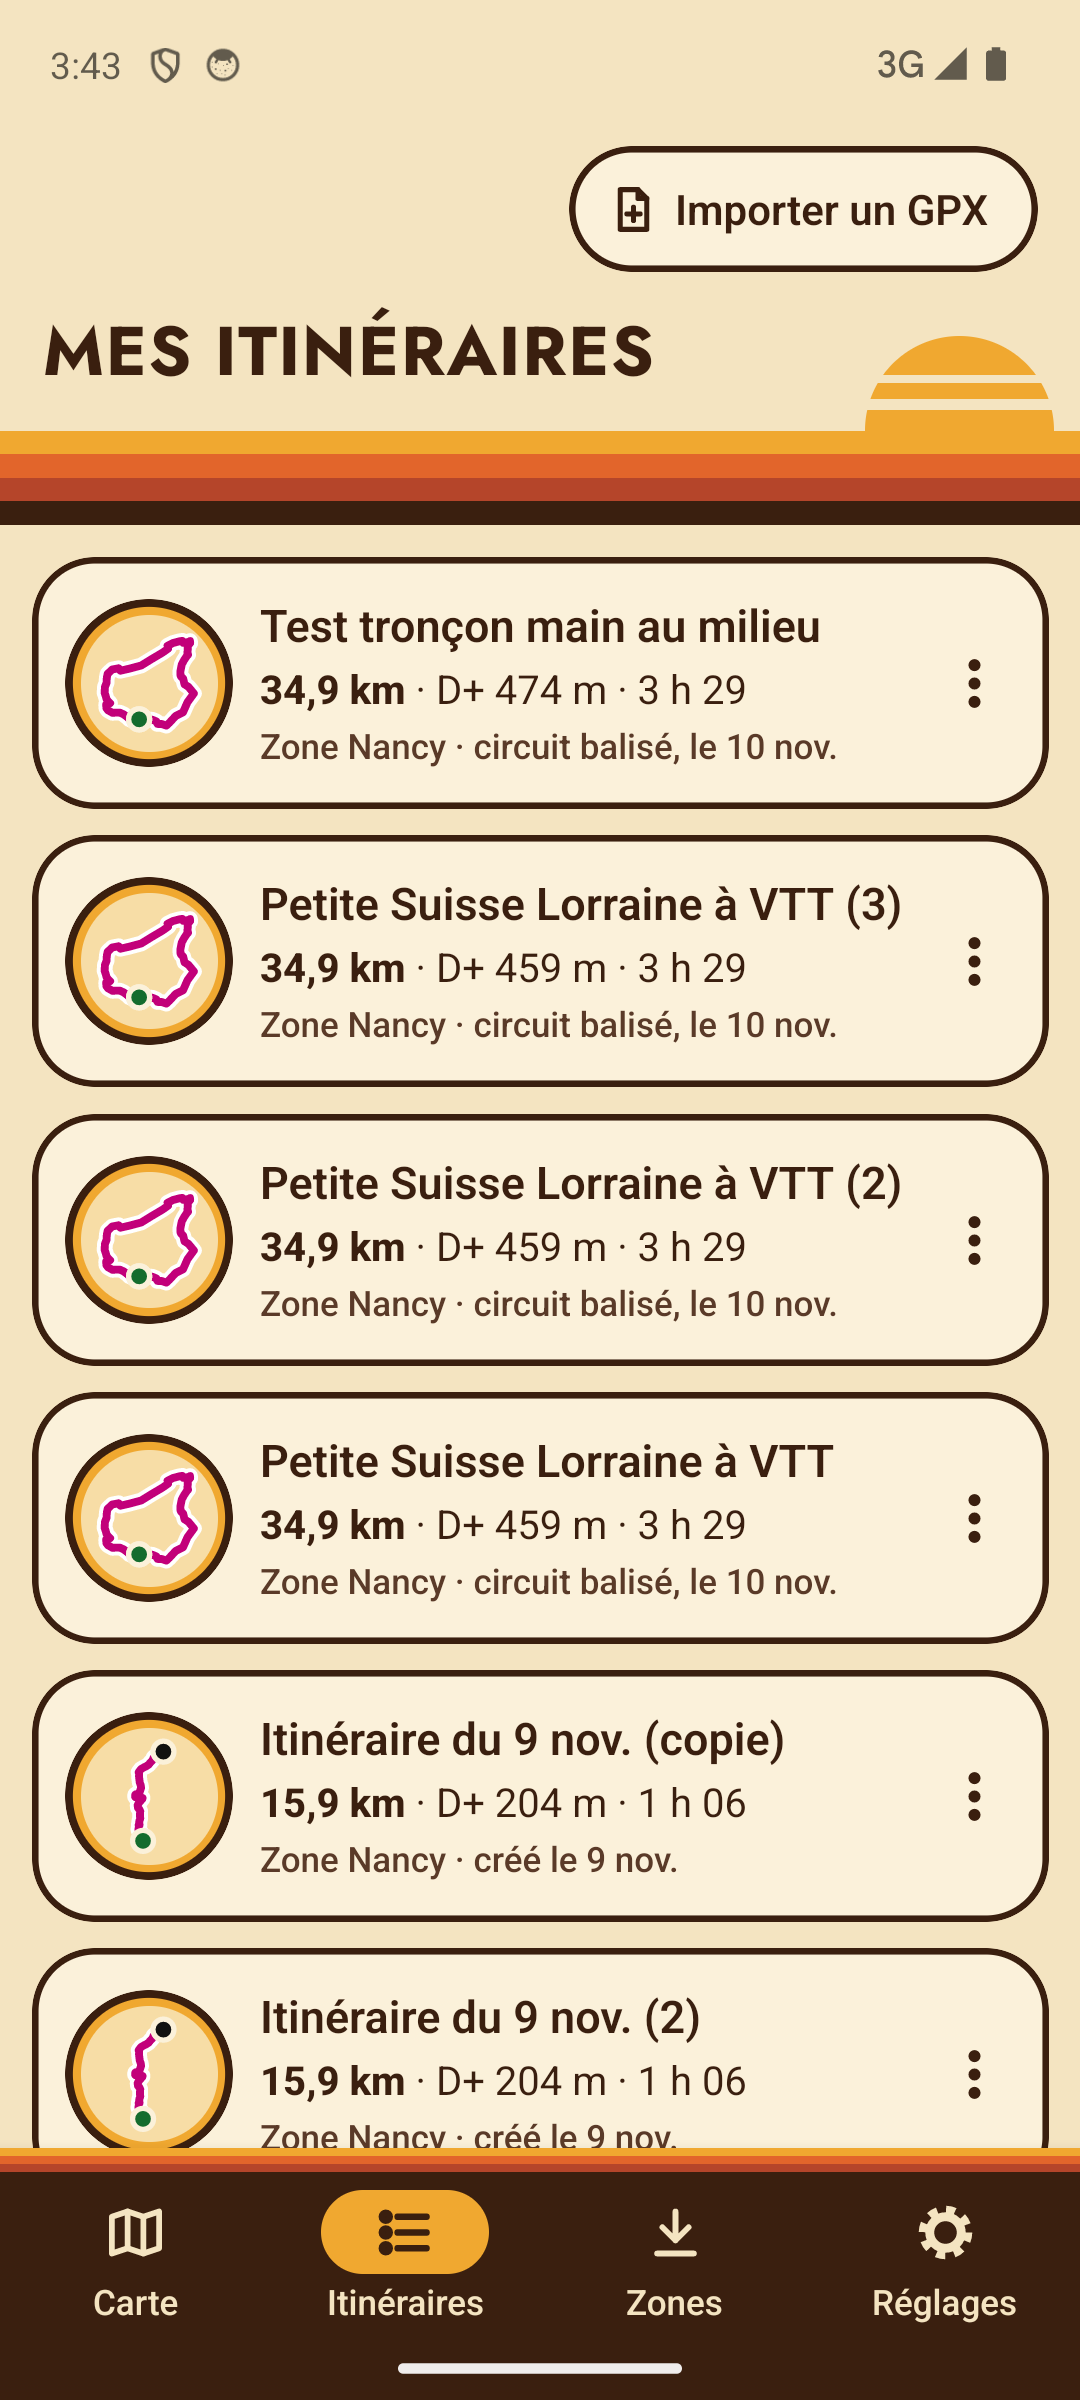 3:43
3G
Importer un GPX
MES ITINÉRAIRES
Test tronçon main au milieu
34,9 km · D+ 474 m · 3 h 29
Zone Nancy · circuit balisé, le 10 nov.
Petite Suisse Lorraine à VTT (3)
34,9 km · D+ 459 m · 3 h 29
Zone Nancy · circuit balisé, le 10 nov.
Petite Suisse Lorraine à VTT (2)
34,9 km · D+ 459 m · 3 h 29
Zone Nancy · circuit balisé, le 10 nov.
Petite Suisse Lorraine à VTT
34,9 km · D+ 459 m · 3 h 29
Zone Nancy · circuit balisé, le 10 nov.
Itinéraire du 9 nov. (copie)
15,9 km · D+ 204 m · 1 h 06
Zone Nancy · créé le 9 nov.
Itinéraire du 9 nov. (2)
15,9 km · D+ 204 m · 1 h 06
Zone Nancy · créé le 9 nov.
Carte
Itinéraires
Zones
Réglages